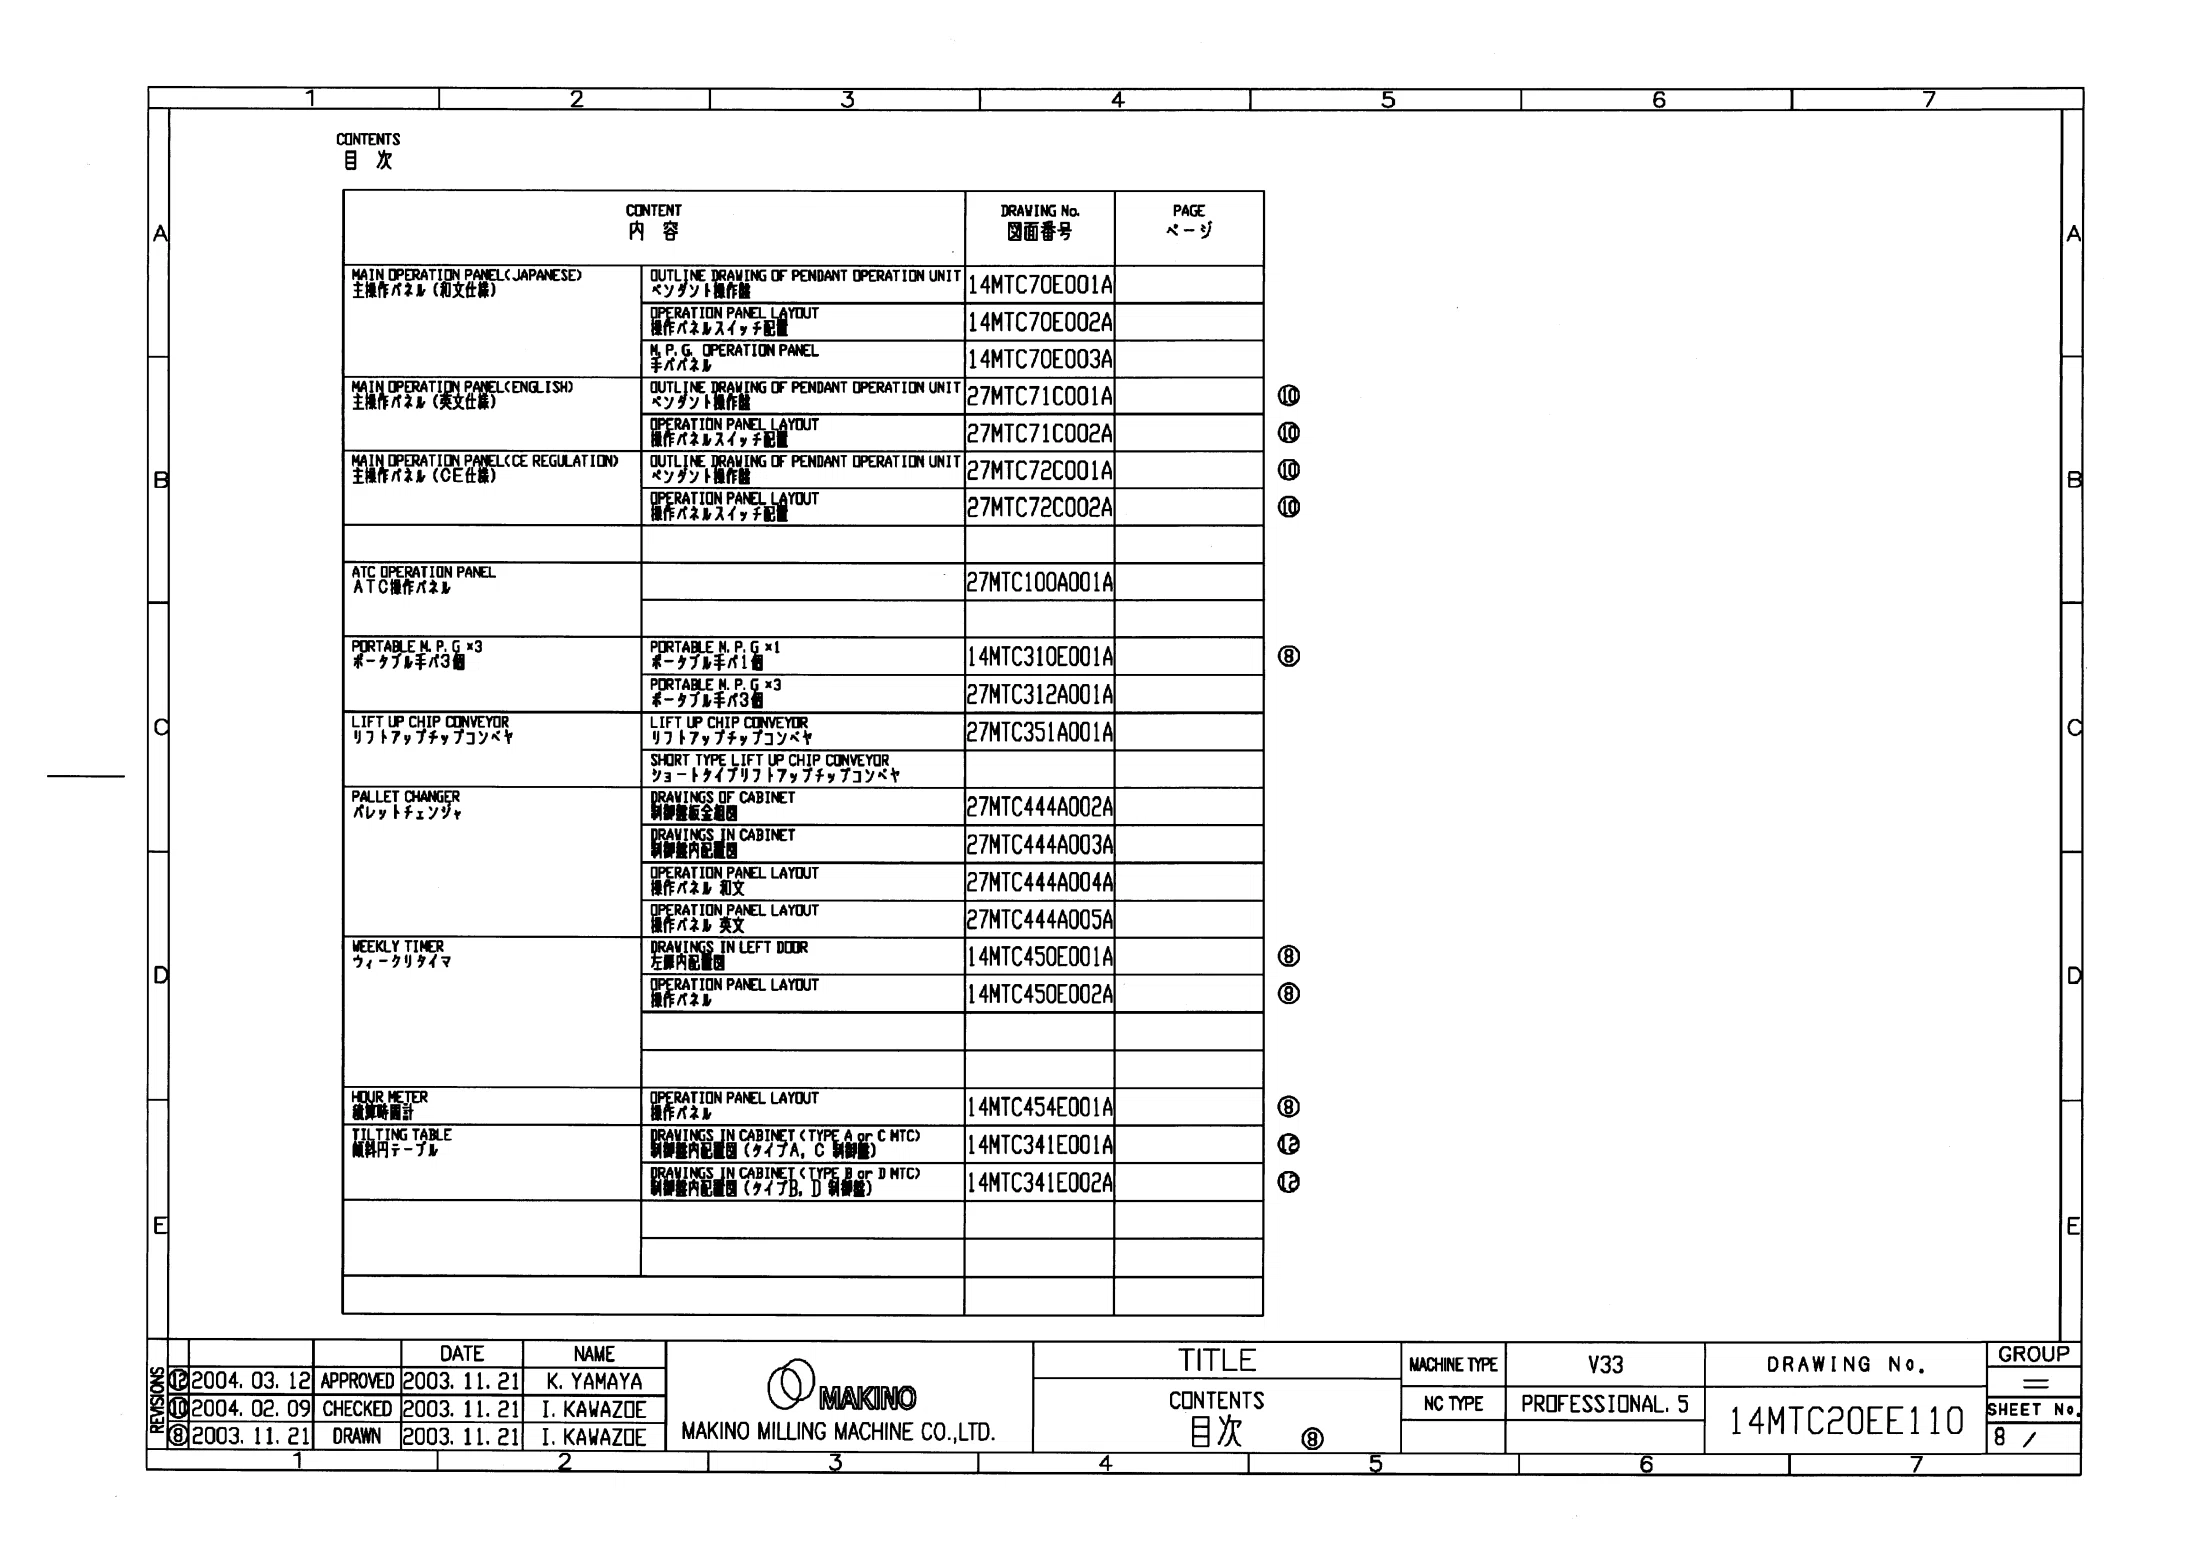 1 2 3 4 5 6 7
CONTENTS
目 次
CONTENT
内 容
DRAWING No.
図面番号
PAGE
ページ
MAIN OPERATION PANEL(JAPANESE)
主操作パネル (和文仕様)
OUTLINE DRAWING OF PENDANT OPERATION UNIT
ペンダント操作盤
14MTC70E001A
OPERATION PANEL LAYOUT
操作パネルスイッチ配置
14MTC70E002A
M.P.G. OPERATION PANEL
手パパネル
14MTC70E003A
MAIN OPERATION PANEL(ENGLISH)
主操作パネル (英文仕様)
OUTLINE DRAWING OF PENDANT OPERATION UNIT
ペンダント操作盤
27MTC71C001A
⑩
OPERATION PANEL LAYOUT
操作パネルスイッチ配置
27MTC71C002A
⑩
MAIN OPERATION PANEL(CE REGULATION)
主操作パネル (CE仕様)
OUTLINE DRAWING OF PENDANT OPERATION UNIT
ペンダント操作盤
27MTC72C001A
⑩
OPERATION PANEL LAYOUT
操作パネルスイッチ配置
27MTC72C002A
⑩
ATC OPERATION PANEL
ATC操作パネル
27MTC100A001A
PORTABLE M.P.G ×3
ポータブル手パ3個
PORTABLE M.P.G ×1
ポータブル手パ1個
14MTC310E001A
⑧
PORTABLE M.P.G ×3
ポータブル手パ3個
27MTC312A001A
LIFT UP CHIP CONVEYOR
リフトアップチップコンベヤ
LIFT UP CHIP CONVEYOR
リフトアップチップコンベヤ
27MTC351A001A
SHORT TYPE LIFT UP CHIP CONVEYOR
ショートタイプリフトアップチップコンベヤ
PALLET CHANGER
パレットチェンジャ
DRAWINGS OF CABINET
制御盤板金組図
27MTC444A002A
DRAWINGS IN CABINET
制御盤内配置図
27MTC444A003A
OPERATION PANEL LAYOUT
操作パネル 和文
27MTC444A004A
OPERATION PANEL LAYOUT
操作パネル 英文
27MTC444A005A
WEEKLY TIMER
ウィークリタイマ
DRAWINGS IN LEFT DOOR
左扉内配置図
14MTC450E001A
⑧
OPERATION PANEL LAYOUT
操作パネル
14MTC450E002A
⑧
HOUR METER
積算時間計
OPERATION PANEL LAYOUT
操作パネル
14MTC454E001A
⑧
TILTING TABLE
傾斜円テーブル
DRAWINGS IN CABINET (TYPE A or C MTC)
制御盤内配置図 (タイプA, C 制御盤)
14MTC341E001A
⑫
DRAWINGS IN CABINET (TYPE B or D MTC)
制御盤内配置図 (タイプB, D 制御盤)
14MTC341E002A
⑫
A A
B B
C C
D D
E E
REVISIONS
DATE NAME
⑫ 2004. 03. 12 APPROVED 2003. 11. 21 K. YAMAYA
⑩ 2004. 02. 09 CHECKED 2003. 11. 21 I. KAWAZOE
⑧ 2003. 11. 21 DRAWN 2003. 11. 21 I. KAWAZOE
MAKINO
MAKINO MILLING MACHINE CO.,LTD.
TITLE
CONTENTS
目次 ⑧
MACHINE TYPE V33
NC TYPE PROFESSIONAL. 5
DRAWING No.
14MTC20EE110
GROUP
=
SHEET No.
8 /
1 2 3 4 5 6 7